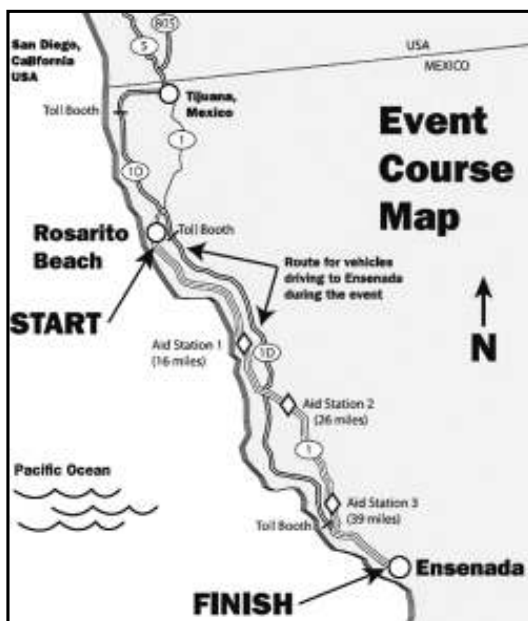 805
5
San Diego,
California
USA
USA
MEXICO
Tijuana,
Mexico
Toll Booth
1
Event
Course
Map
1D
Rosarito
Beach
Toll Booth
Route for vehicles
driving to Ensenada
during the event
START
N
Aid Station 1
(16 miles)
1D
Aid Station 2
(26 miles)
1
Pacific Ocean
Aid Station 3
(39 miles)
Toll Booth
Ensenada
FINISH